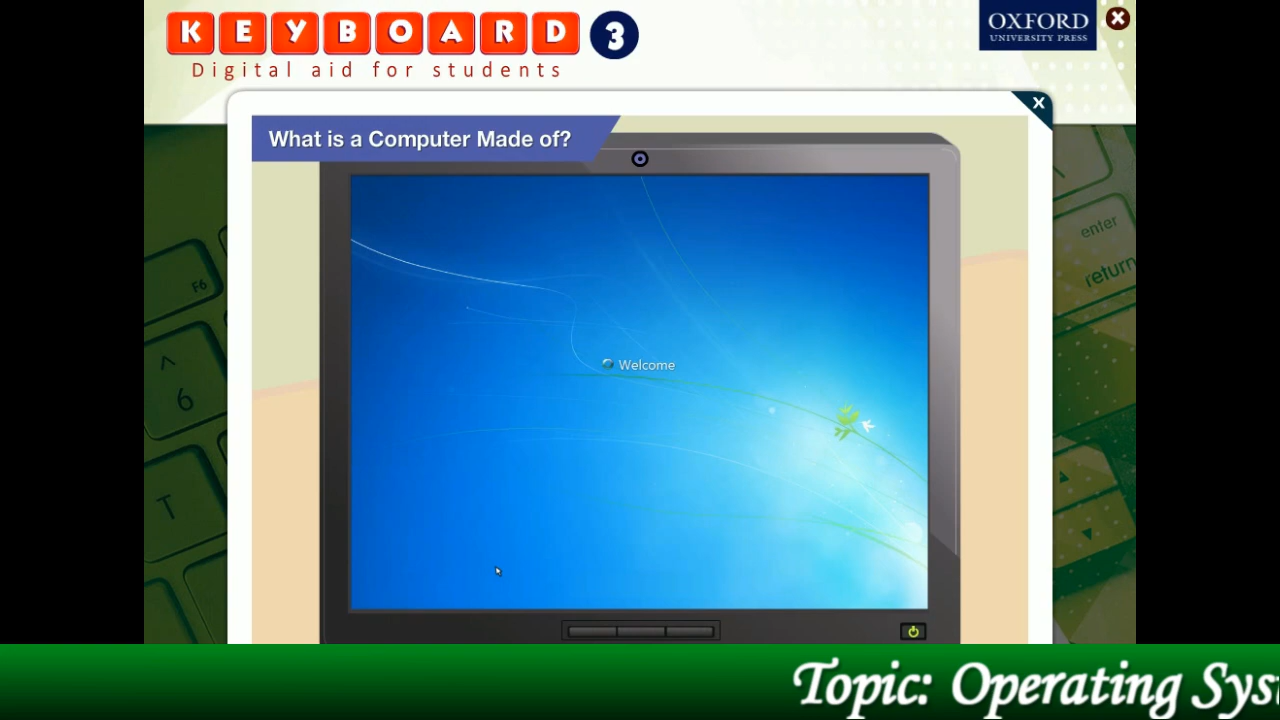 KEYBOARD 3
Digital aid for students
OXFORD
UNIVERSITY PRESS
X
X
What is a Computer Made of?
Welcome
F6
^
6
T
enter
return
Topic: Operating Sys